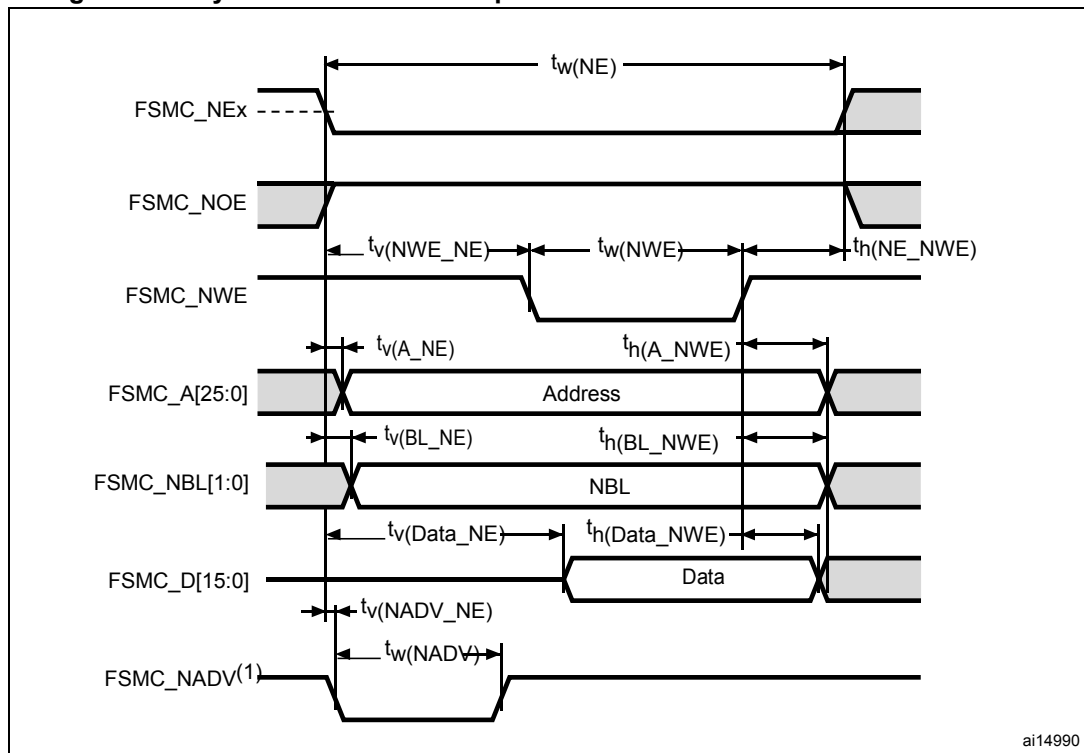 tw(NE)
FSMC_NEx
FSMC_NOE
tv(NWE_NE) tw(NWE) th(NE_NWE)
FSMC_NWE
tv(A_NE) th(A_NWE)
FSMC_A[25:0] Address
tv(BL_NE) th(BL_NWE)
FSMC_NBL[1:0] NBL
tv(Data_NE) th(Data_NWE)
FSMC_D[15:0] Data
tv(NADV_NE)
tw(NADV)
FSMC_NADV(1)
ai14990